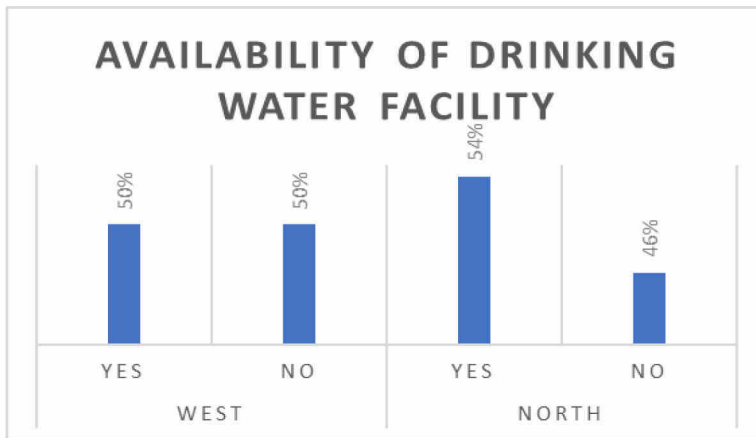 AVAILABILITY OF DRINKING
WATER FACILITY
50%
50%
54%
46%
YES
NO
YES
NO
WEST
NORTH